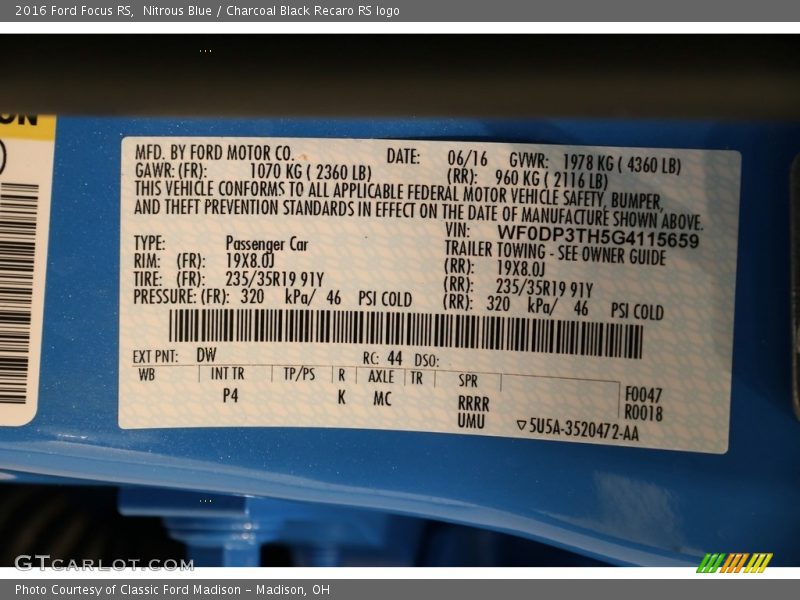 2016 Ford Focus RS, Nitrous Blue / Charcoal Black Recaro RS logo
ON
MFD. BY FORD MOTOR CO. DATE: 06/16 GVWR: 1978 KG ( 4360 LB)
GAWR: (FR): 1070 KG ( 2360 LB) (RR): 960 KG ( 2116 LB)
THIS VEHICLE CONFORMS TO ALL APPLICABLE FEDERAL MOTOR VEHICLE SAFETY, BUMPER,
AND THEFT PREVENTION STANDARDS IN EFFECT ON THE DATE OF MANUFACTURE SHOWN ABOVE.
VIN: WF0DP3TH5G4115659
TYPE: Passenger Car TRAILER TOWING - SEE OWNER GUIDE
RIM: (FR): 19X8.0J (RR): 19X8.0J
TIRE: (FR): 235/35R19 91Y (RR): 235/35R19 91Y
PRESSURE: (FR): 320 kPa/ 46 PSI COLD (RR): 320 kPa/ 46 PSI COLD
EXT PNT: DW RC: 44 DSO:
WB INT TR TP/PS R AXLE TR SPR
P4 K MC RRRR F0047
UMU R0018
▽5U5A-3520472-AA
GTCARLOT.COM
Photo Courtesy of Classic Ford Madison - Madison, OH